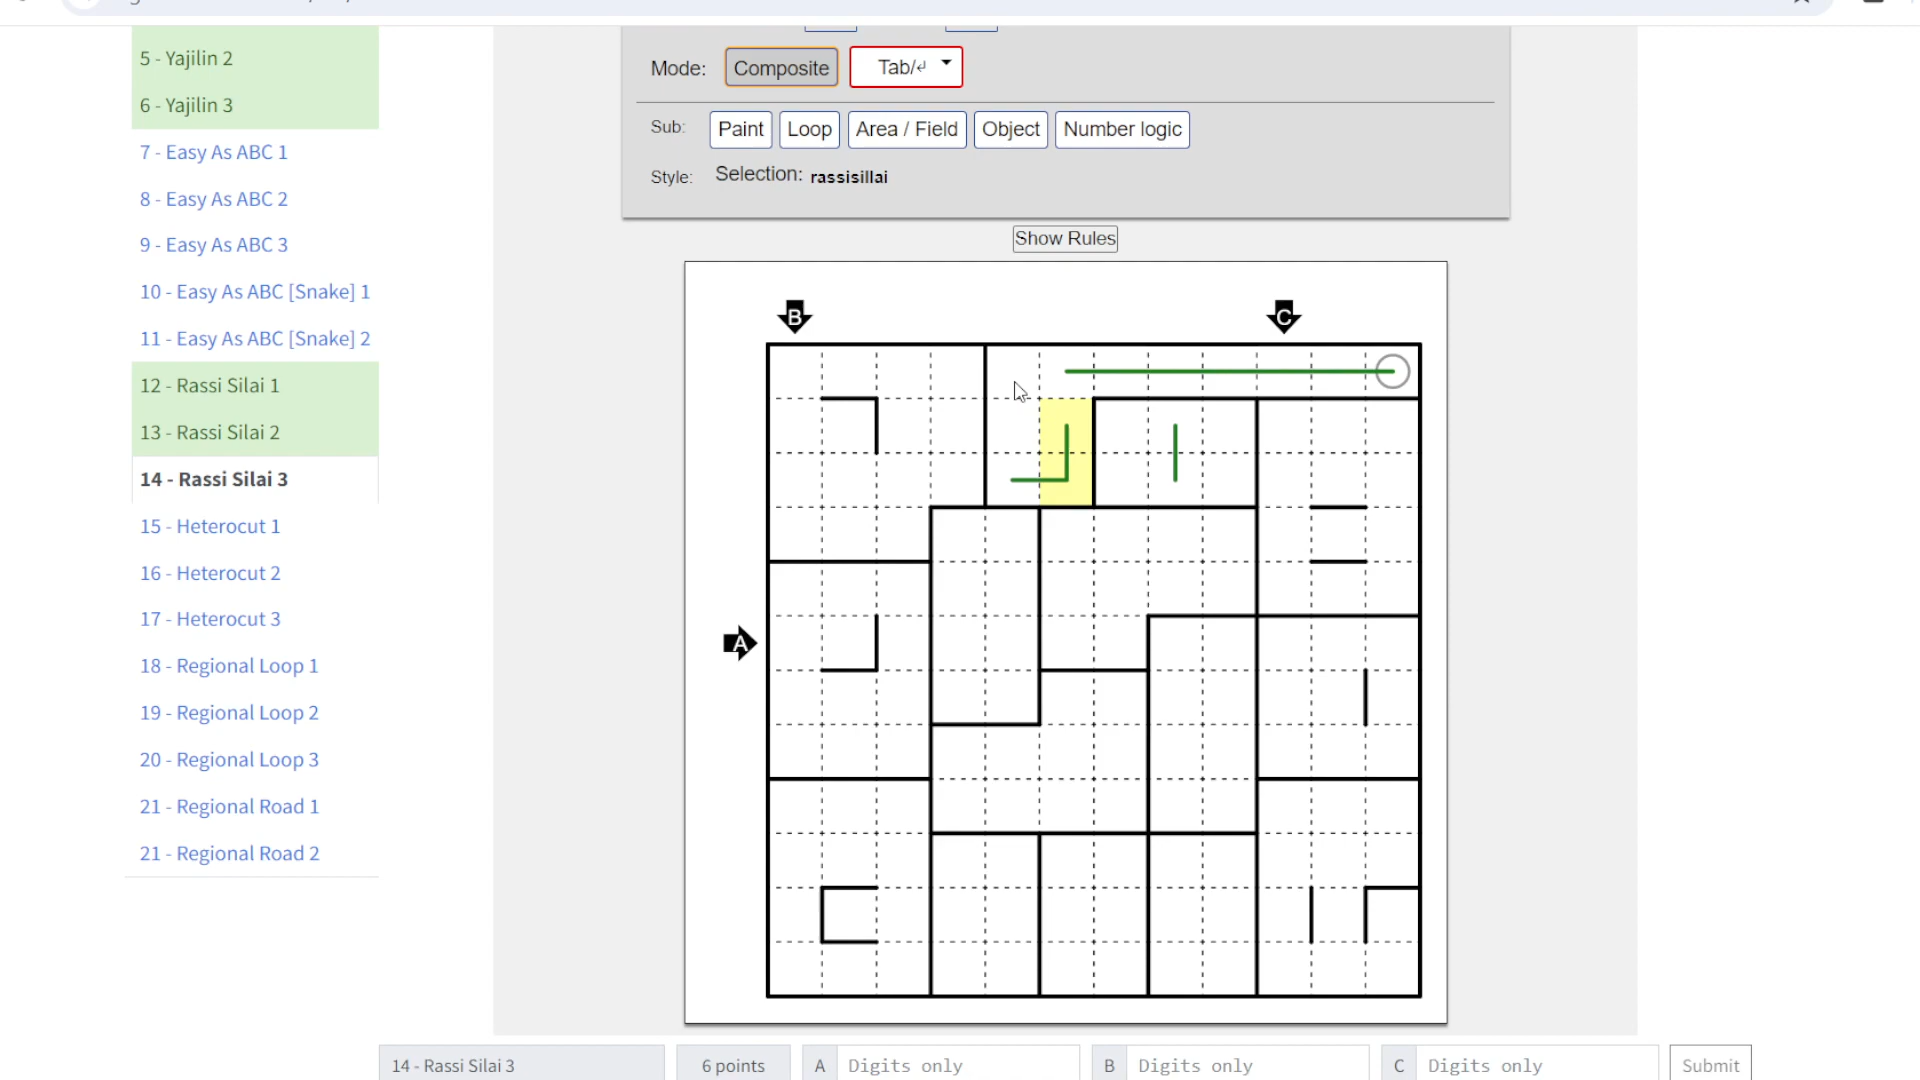 5 - Yajilin 2
6 - Yajilin 3
7 - Easy As ABC 1
8 - Easy As ABC 2
9 - Easy As ABC 3
10 - Easy As ABC [Snake] 1
11 - Easy As ABC [Snake] 2
12 - Rassi Silai 1
13 - Rassi Silai 2
14 - Rassi Silai 3
15 - Heterocut 1
16 - Heterocut 2
17 - Heterocut 3
18 - Regional Loop 1
19 - Regional Loop 2
20 - Regional Loop 3
21 - Regional Road 1
21 - Regional Road 2
Mode: Composite Tab/↵
Sub: Paint Loop Area / Field Object Number logic
Style: Selection: rassisillai
Show Rules
B C
A
14 - Rassi Silai 3 6 points A Digits only B Digits only C Digits only Submit